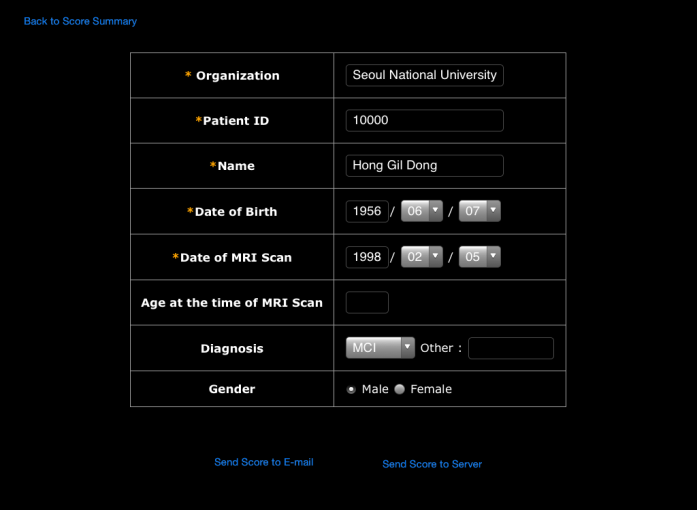 Back to Score Summary
* Organization Seoul National University
*Patient ID 10000
*Name Hong Gil Dong
*Date of Birth 1956 / 06 / 07
*Date of MRI Scan 1998 / 02 / 05
Age at the time of MRI Scan
Diagnosis MCI Other :
Gender Male Female
Send Score to E-mail Send Score to Server